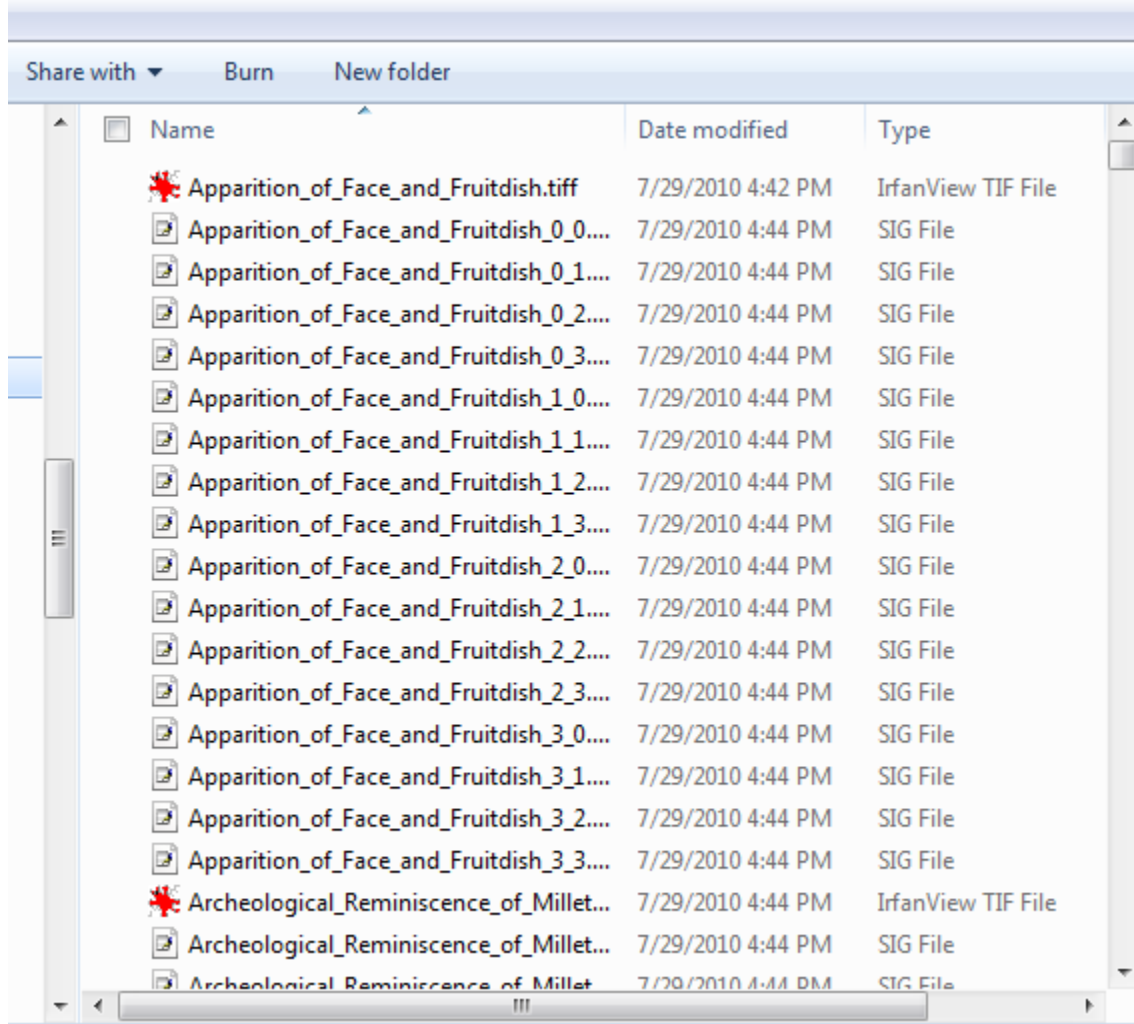 Share with Burn New folder
Name Date modified Type
Apparition_of_Face_and_Fruitdish.tiff 7/29/2010 4:42 PM IrfanView TIF File
Apparition_of_Face_and_Fruitdish_0_0.... 7/29/2010 4:44 PM SIG File
Apparition_of_Face_and_Fruitdish_0_1.... 7/29/2010 4:44 PM SIG File
Apparition_of_Face_and_Fruitdish_0_2.... 7/29/2010 4:44 PM SIG File
Apparition_of_Face_and_Fruitdish_0_3.... 7/29/2010 4:44 PM SIG File
Apparition_of_Face_and_Fruitdish_1_0.... 7/29/2010 4:44 PM SIG File
Apparition_of_Face_and_Fruitdish_1_1.... 7/29/2010 4:44 PM SIG File
Apparition_of_Face_and_Fruitdish_1_2.... 7/29/2010 4:44 PM SIG File
Apparition_of_Face_and_Fruitdish_1_3.... 7/29/2010 4:44 PM SIG File
Apparition_of_Face_and_Fruitdish_2_0.... 7/29/2010 4:44 PM SIG File
Apparition_of_Face_and_Fruitdish_2_1.... 7/29/2010 4:44 PM SIG File
Apparition_of_Face_and_Fruitdish_2_2.... 7/29/2010 4:44 PM SIG File
Apparition_of_Face_and_Fruitdish_2_3.... 7/29/2010 4:44 PM SIG File
Apparition_of_Face_and_Fruitdish_3_0.... 7/29/2010 4:44 PM SIG File
Apparition_of_Face_and_Fruitdish_3_1.... 7/29/2010 4:44 PM SIG File
Apparition_of_Face_and_Fruitdish_3_2.... 7/29/2010 4:44 PM SIG File
Apparition_of_Face_and_Fruitdish_3_3.... 7/29/2010 4:44 PM SIG File
Archeological_Reminiscence_of_Millet... 7/29/2010 4:44 PM IrfanView TIF File
Archeological_Reminiscence_of_Millet... 7/29/2010 4:44 PM SIG File
Archeological_Reminiscence_of_Millet... 7/29/2010 4:44 PM SIG File